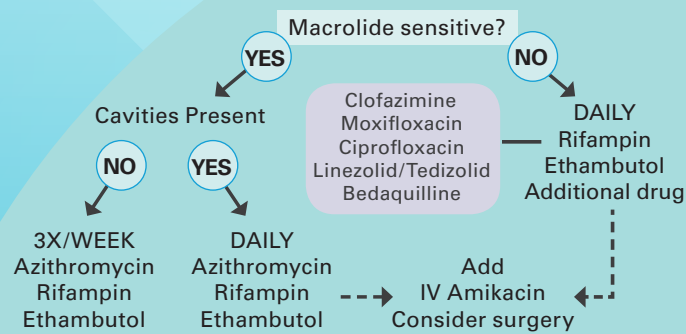 Macrolide sensitive?
YES
NO
Cavities Present
Clofazimine
Moxifloxacin
Ciprofloxacin
Linezolid/Tedizolid
Bedaquilline
DAILY
Rifampin
Ethambutol
Additional drug
NO
YES
3X/WEEK
Azithromycin
Rifampin
Ethambutol
DAILY
Azithromycin
Rifampin
Ethambutol
Add
IV Amikacin
Consider surgery